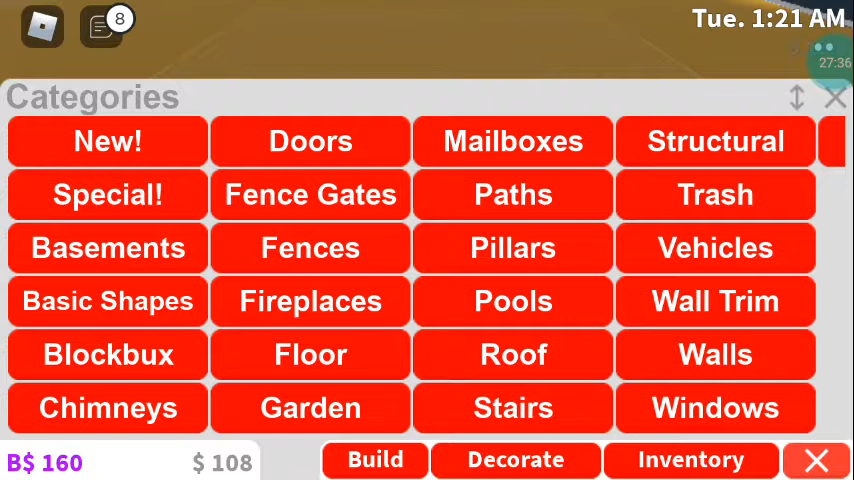 8
Tue. 1:21 AM
27:36
Categories
New! Doors Mailboxes Structural
Special! Fence Gates Paths Trash
Basements Fences Pillars Vehicles
Basic Shapes Fireplaces Pools Wall Trim
Blockbux Floor Roof Walls
Chimneys Garden Stairs Windows
B$ 160 $ 108 Build Decorate Inventory